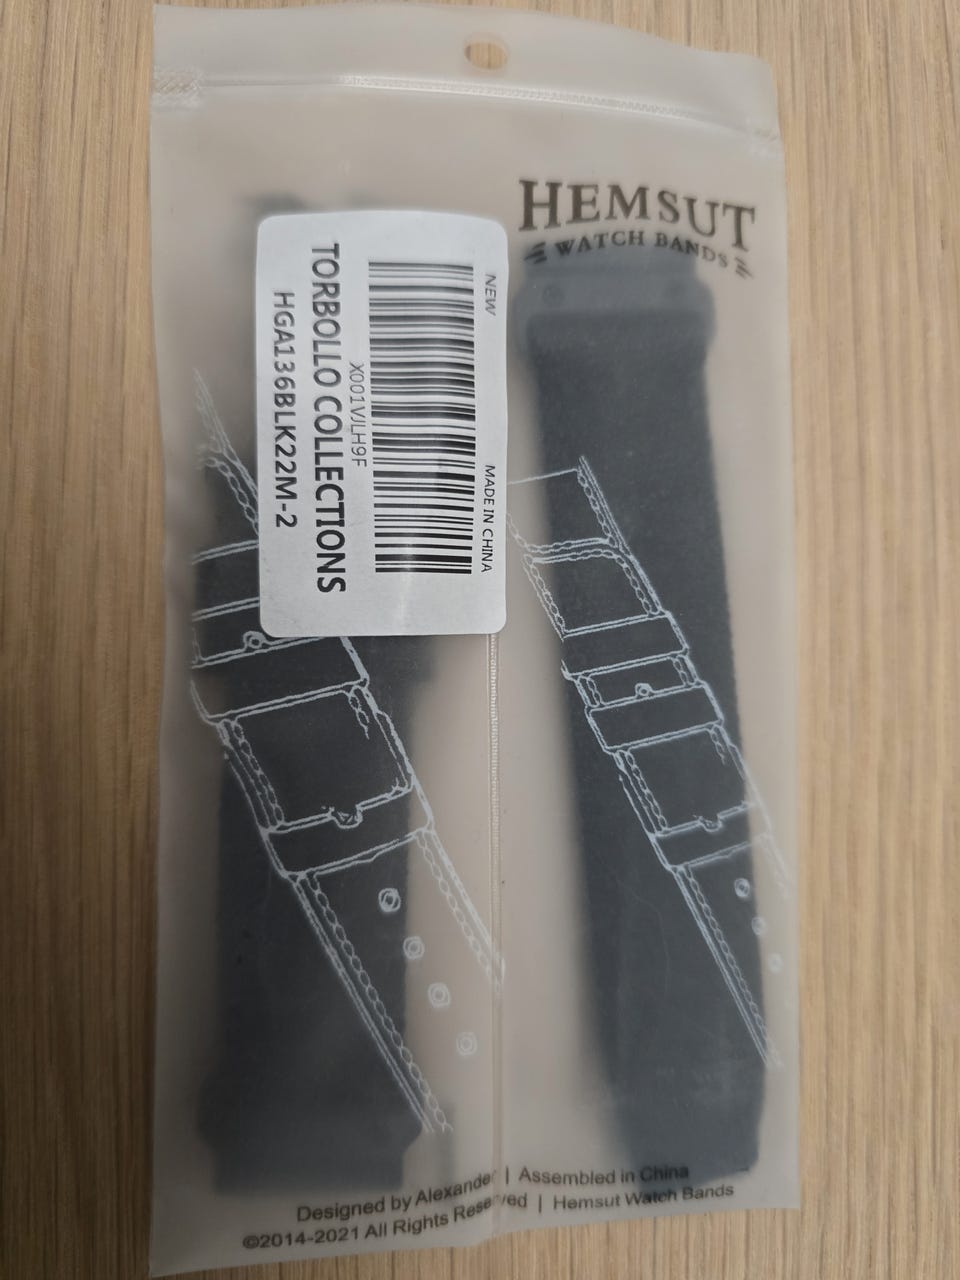 HEMSUT
WATCH BANDS
NEW
MADE IN CHINA
X001VJLH9F
TORBOLLO COLLECTIONS
HGA136BLK22M-2
Designed by Alexander | Assembled in China
©2014-2021 All Rights Reserved | Hemsut Watch Bands